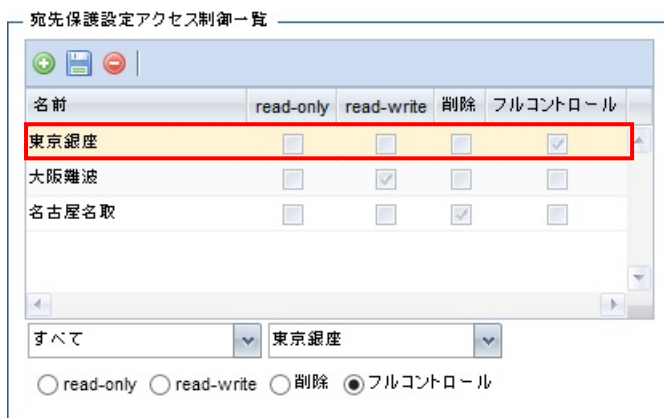 宛先保護設定アクセス制御一覧
名前 read-only read-write 削除 フルコントロール
東京銀座
大阪難波
名古屋名取
すべて 東京銀座
read-only read-write 削除 フルコントロール